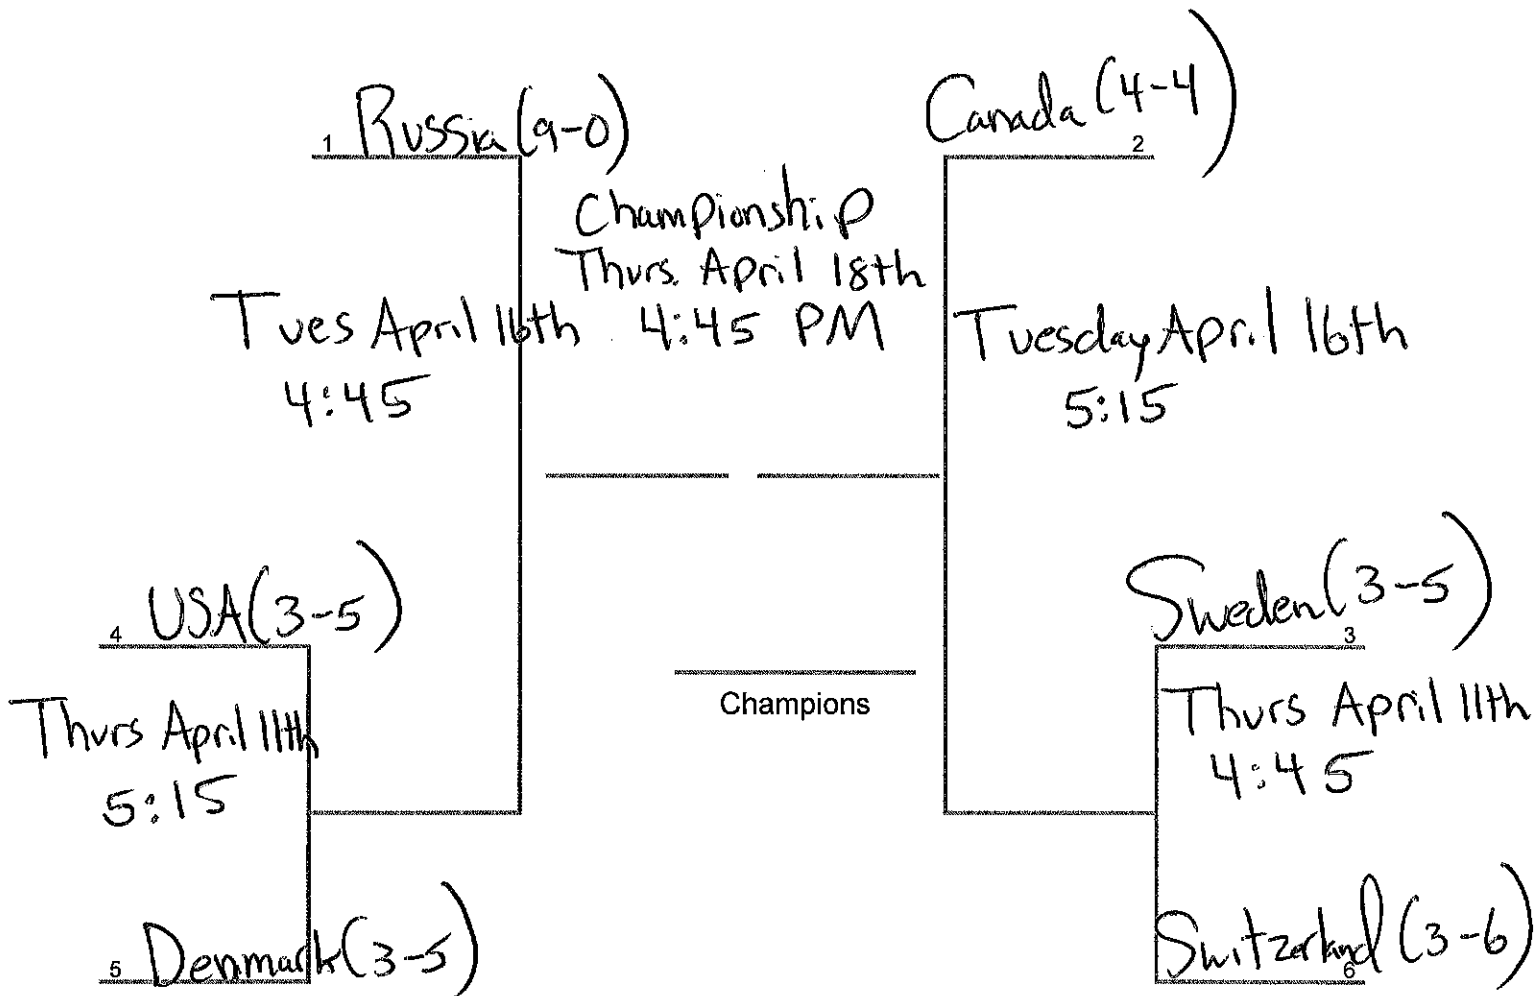 1 Russia (9-0)
Canada (4-4)
2
Championship
Thurs. April 18th
4:45 PM
Tues April 16th
4:45
Tuesday April 16th
5:15
4 USA (3-5)
Sweden (3-5)
3
Champions
Thurs April 11th
5:15
Thurs April 11th
4:45
5 Denmark (3-5)
Switzerland (3-6)
6